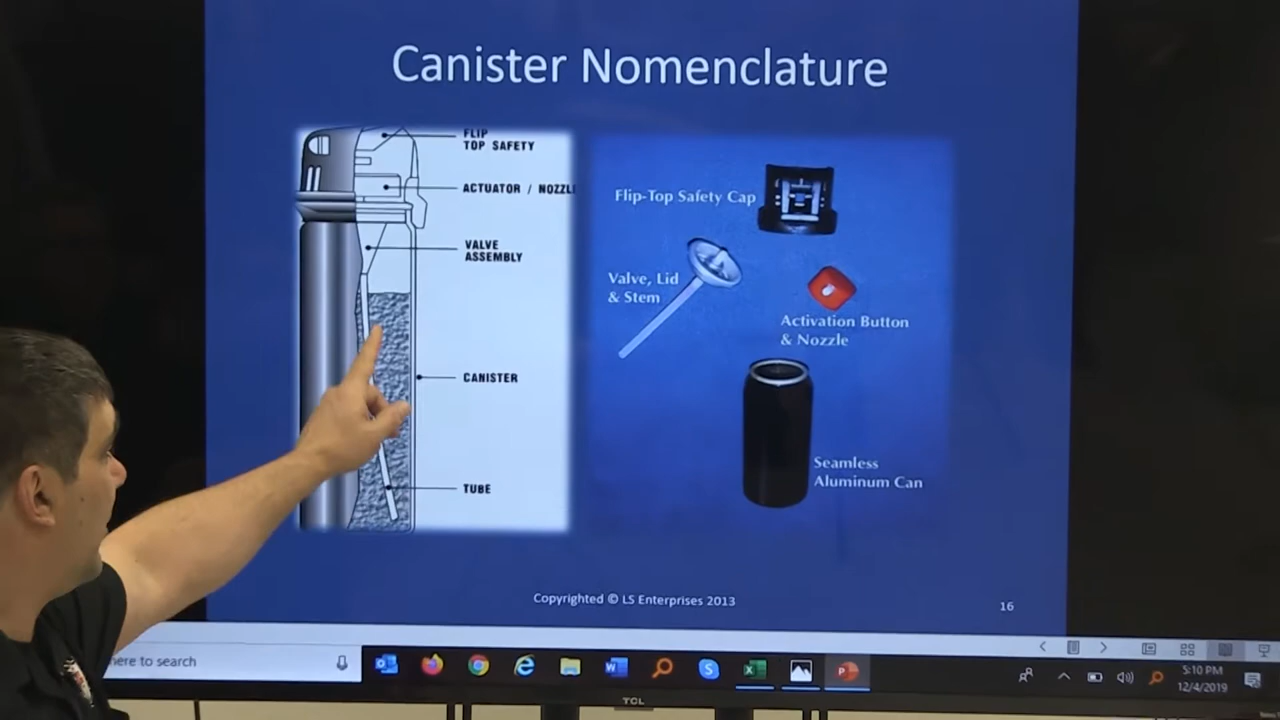 Canister Nomenclature
FLIP
TOP SAFETY
ACTUATOR / NOZZL
VALVE
ASSEMBLY
CANISTER
TUBE
Flip-Top Safety Cap
Valve, Lid
& Stem
Activation Button
& Nozzle
Seamless
Aluminum Can
Copyrighted © LS Enterprises 2013
16
here to search
5:10 PM
12/4/2019
TCL